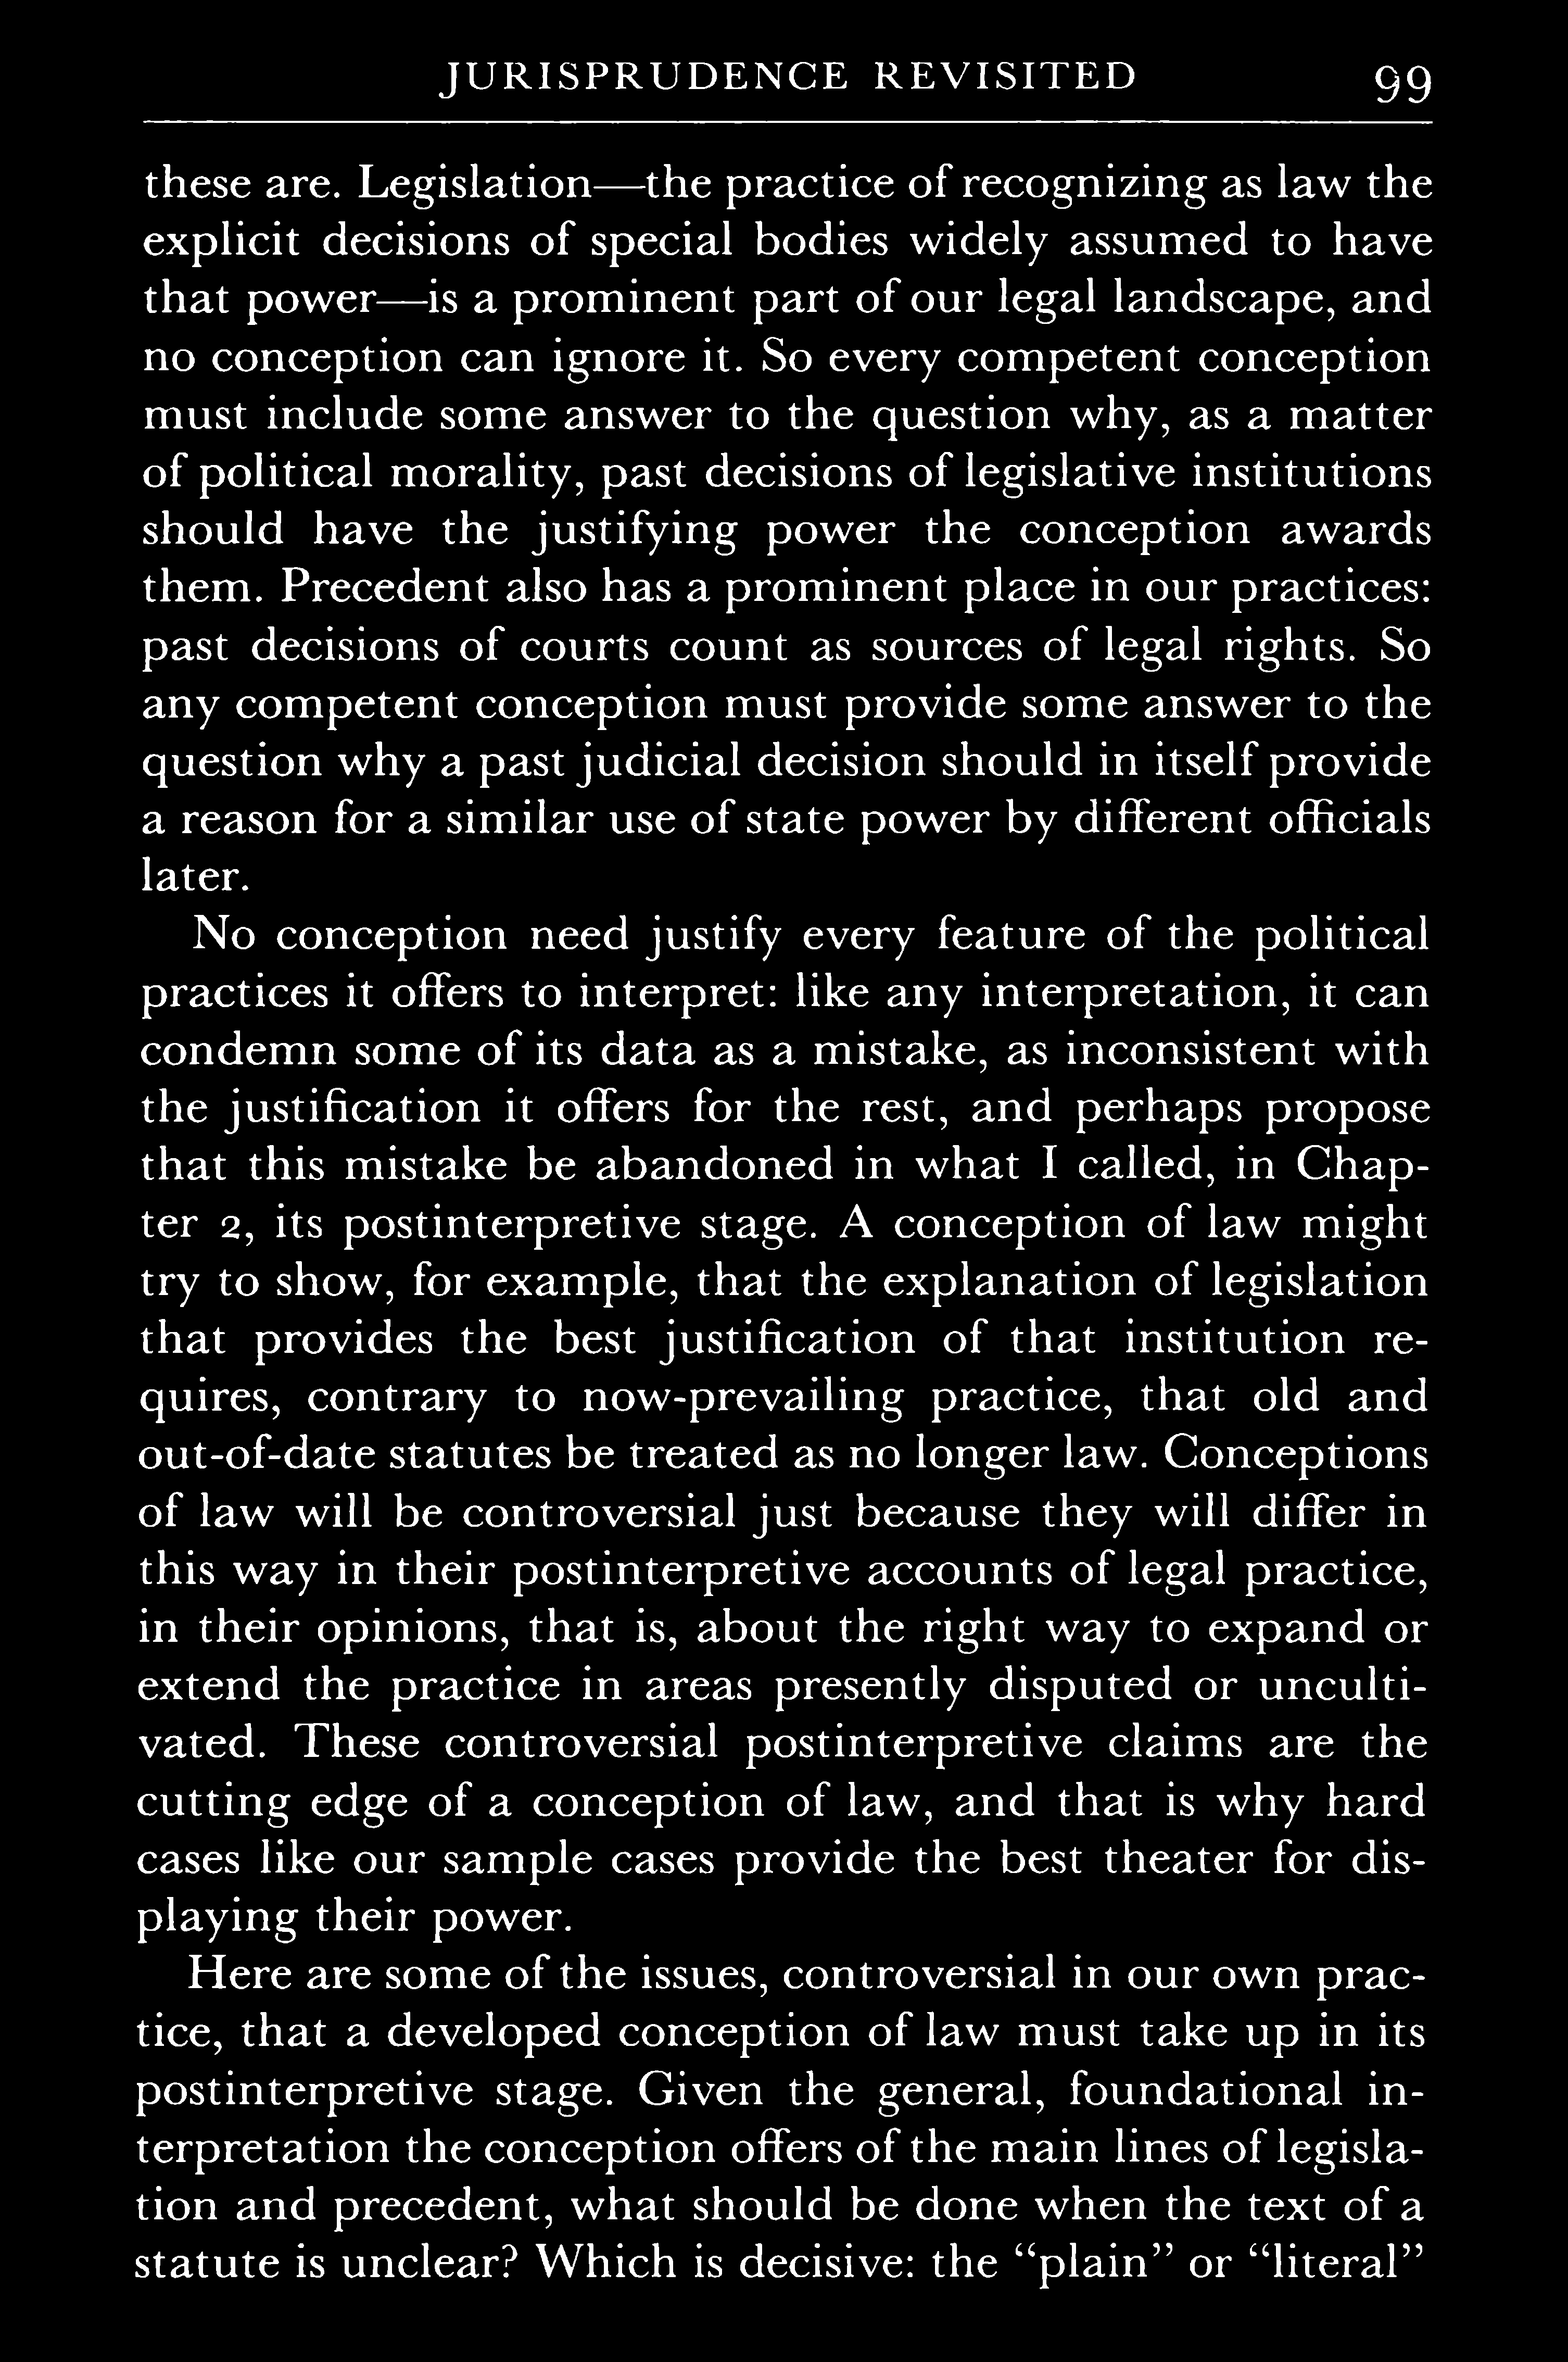 JURISPRUDENCE REVISITED 99
these are. Legislation—the practice of recognizing as law the
explicit decisions of special bodies widely assumed to have
that power—is a prominent part of our legal landscape, and
no conception can ignore it. So every competent conception
must include some answer to the question why, as a matter
of political morality, past decisions of legislative institutions
should have the justifying power the conception awards
them. Precedent also has a prominent place in our practices:
past decisions of courts count as sources of legal rights. So
any competent conception must provide some answer to the
question why a past judicial decision should in itself provide
a reason for a similar use of state power by different officials
later.
No conception need justify every feature of the political
practices it offers to interpret: like any interpretation, it can
condemn some of its data as a mistake, as inconsistent with
the justification it offers for the rest, and perhaps propose
that this mistake be abandoned in what I called, in Chap-
ter 2, its postinterpretive stage. A conception of law might
try to show, for example, that the explanation of legislation
that provides the best justification of that institution re-
quires, contrary to now-prevailing practice, that old and
out-of-date statutes be treated as no longer law. Conceptions
of law will be controversial just because they will differ in
this way in their postinterpretive accounts of legal practice,
in their opinions, that is, about the right way to expand or
extend the practice in areas presently disputed or unculti-
vated. These controversial postinterpretive claims are the
cutting edge of a conception of law, and that is why hard
cases like our sample cases provide the best theater for dis-
playing their power.
Here are some of the issues, controversial in our own prac-
tice, that a developed conception of law must take up in its
postinterpretive stage. Given the general, foundational in-
terpretation the conception offers of the main lines of legisla-
tion and precedent, what should be done when the text of a
statute is unclear? Which is decisive: the “plain” or “literal”